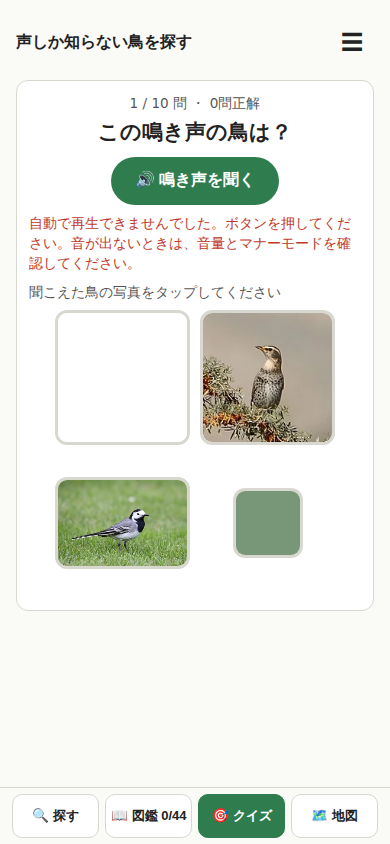 声しか知らない鳥を探す
1 / 10 問 ・ 0問正解
この鳴き声の鳥は？
🔊 鳴き声を聞く
自動で再生できませんでした。ボタンを押してくだ
さい。音が出ないときは、音量とマナーモードを確
認してください。
聞こえた鳥の写真をタップしてください
🔍 探す
📖 図鑑 0/44
🎯 クイズ
🗺️ 地図